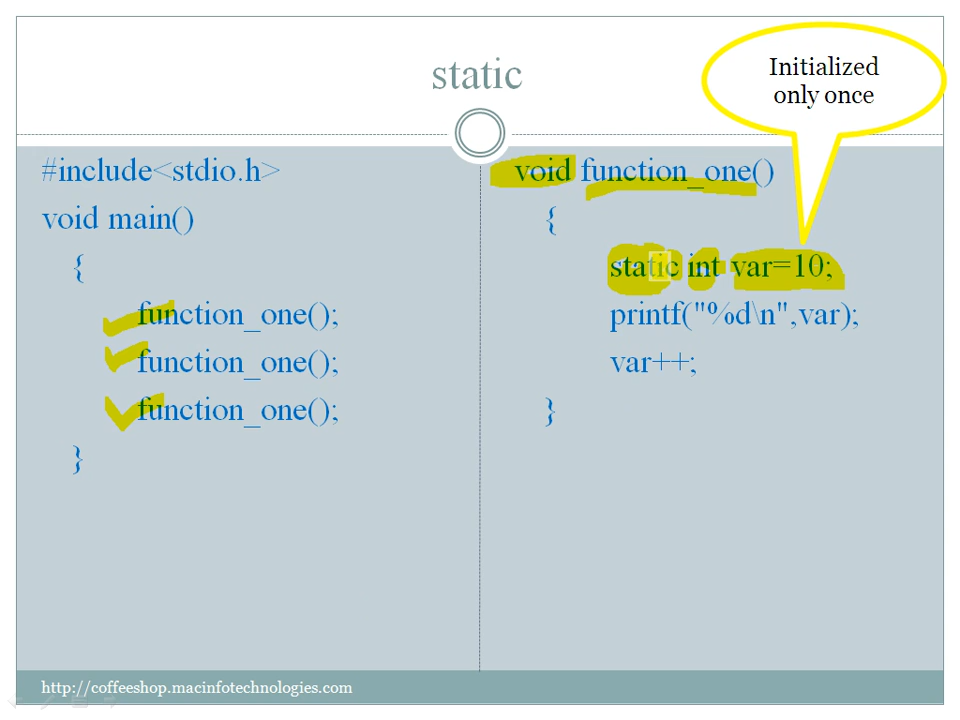 static
Initialized
only once
#include<stdio.h>
void main()
{
function_one();
function_one();
function_one();
}
void function_one()
{
static int var=10;
printf("%d\n",var);
var++;
}
http://coffeeshop.macinfotechnologies.com